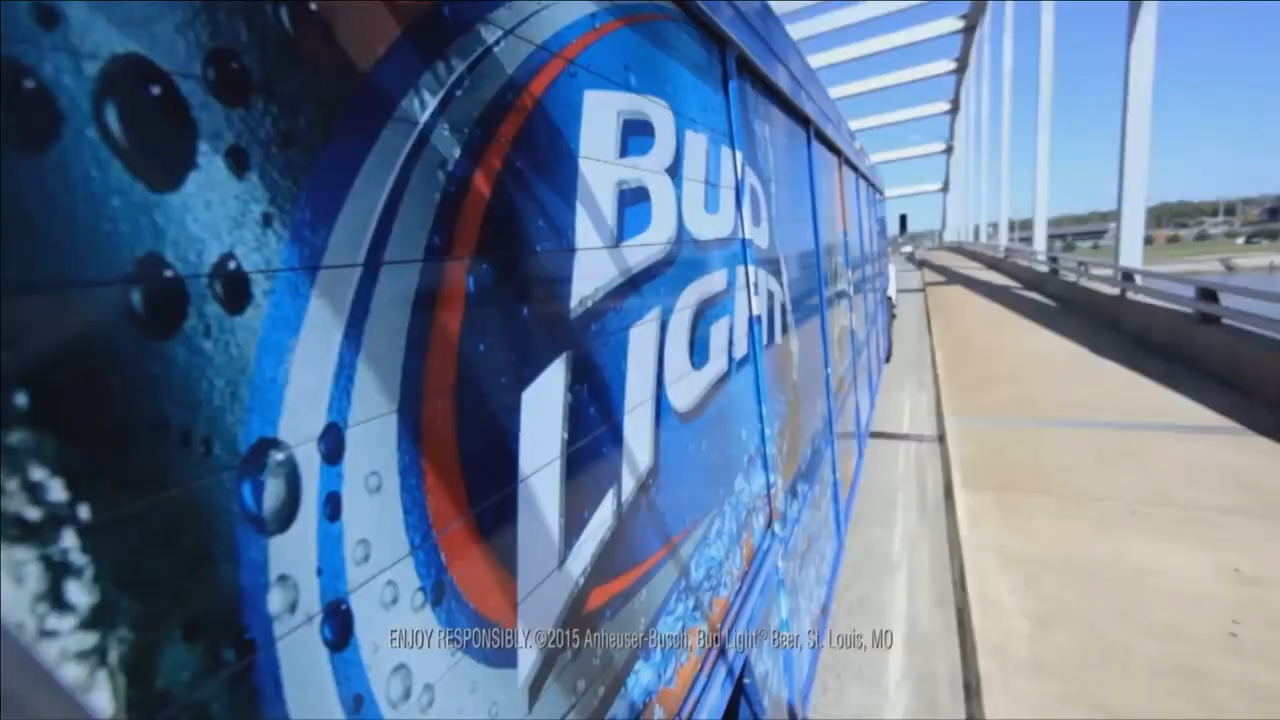 BUD
LIGHT
ENJOY RESPONSIBLY. ©2015 Anheuser-Busch, Bud Light® Beer, St. Louis, MO